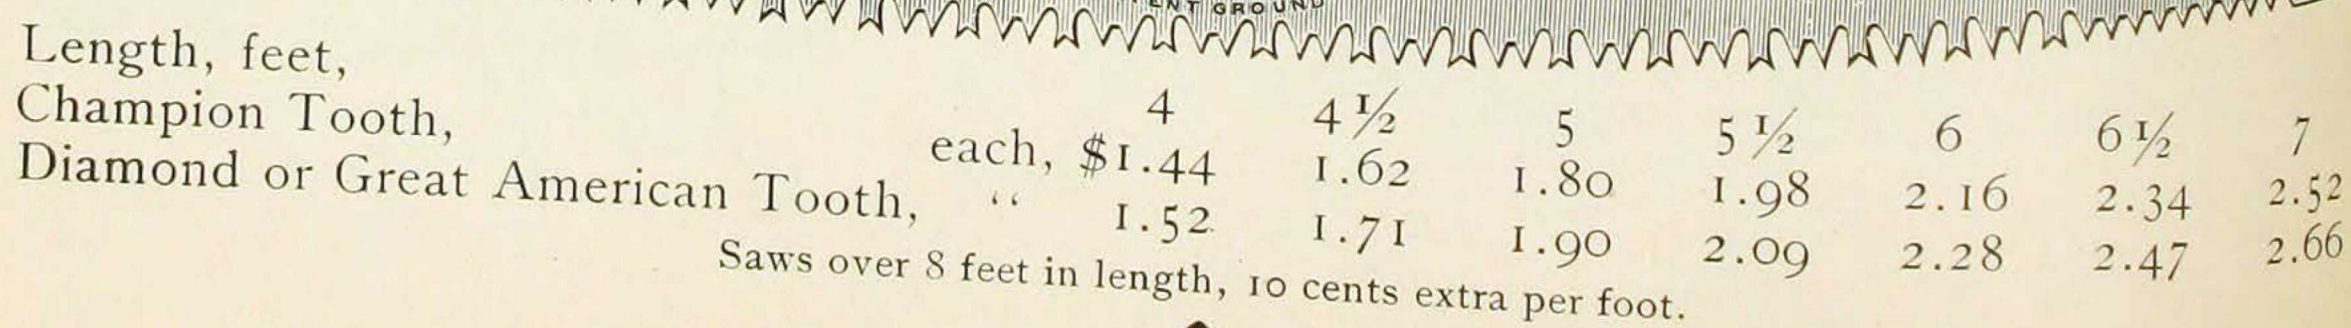 ENT GROUND
Length, feet, 4 4½ 5 5½ 6 6½ 7
Champion Tooth, each, $1.44 1.62 1.80 1.98 2.16 2.34 2.52
Diamond or Great American Tooth, “ 1.52 1.71 1.90 2.09 2.28 2.47 2.66
Saws over 8 feet in length, 10 cents extra per foot.